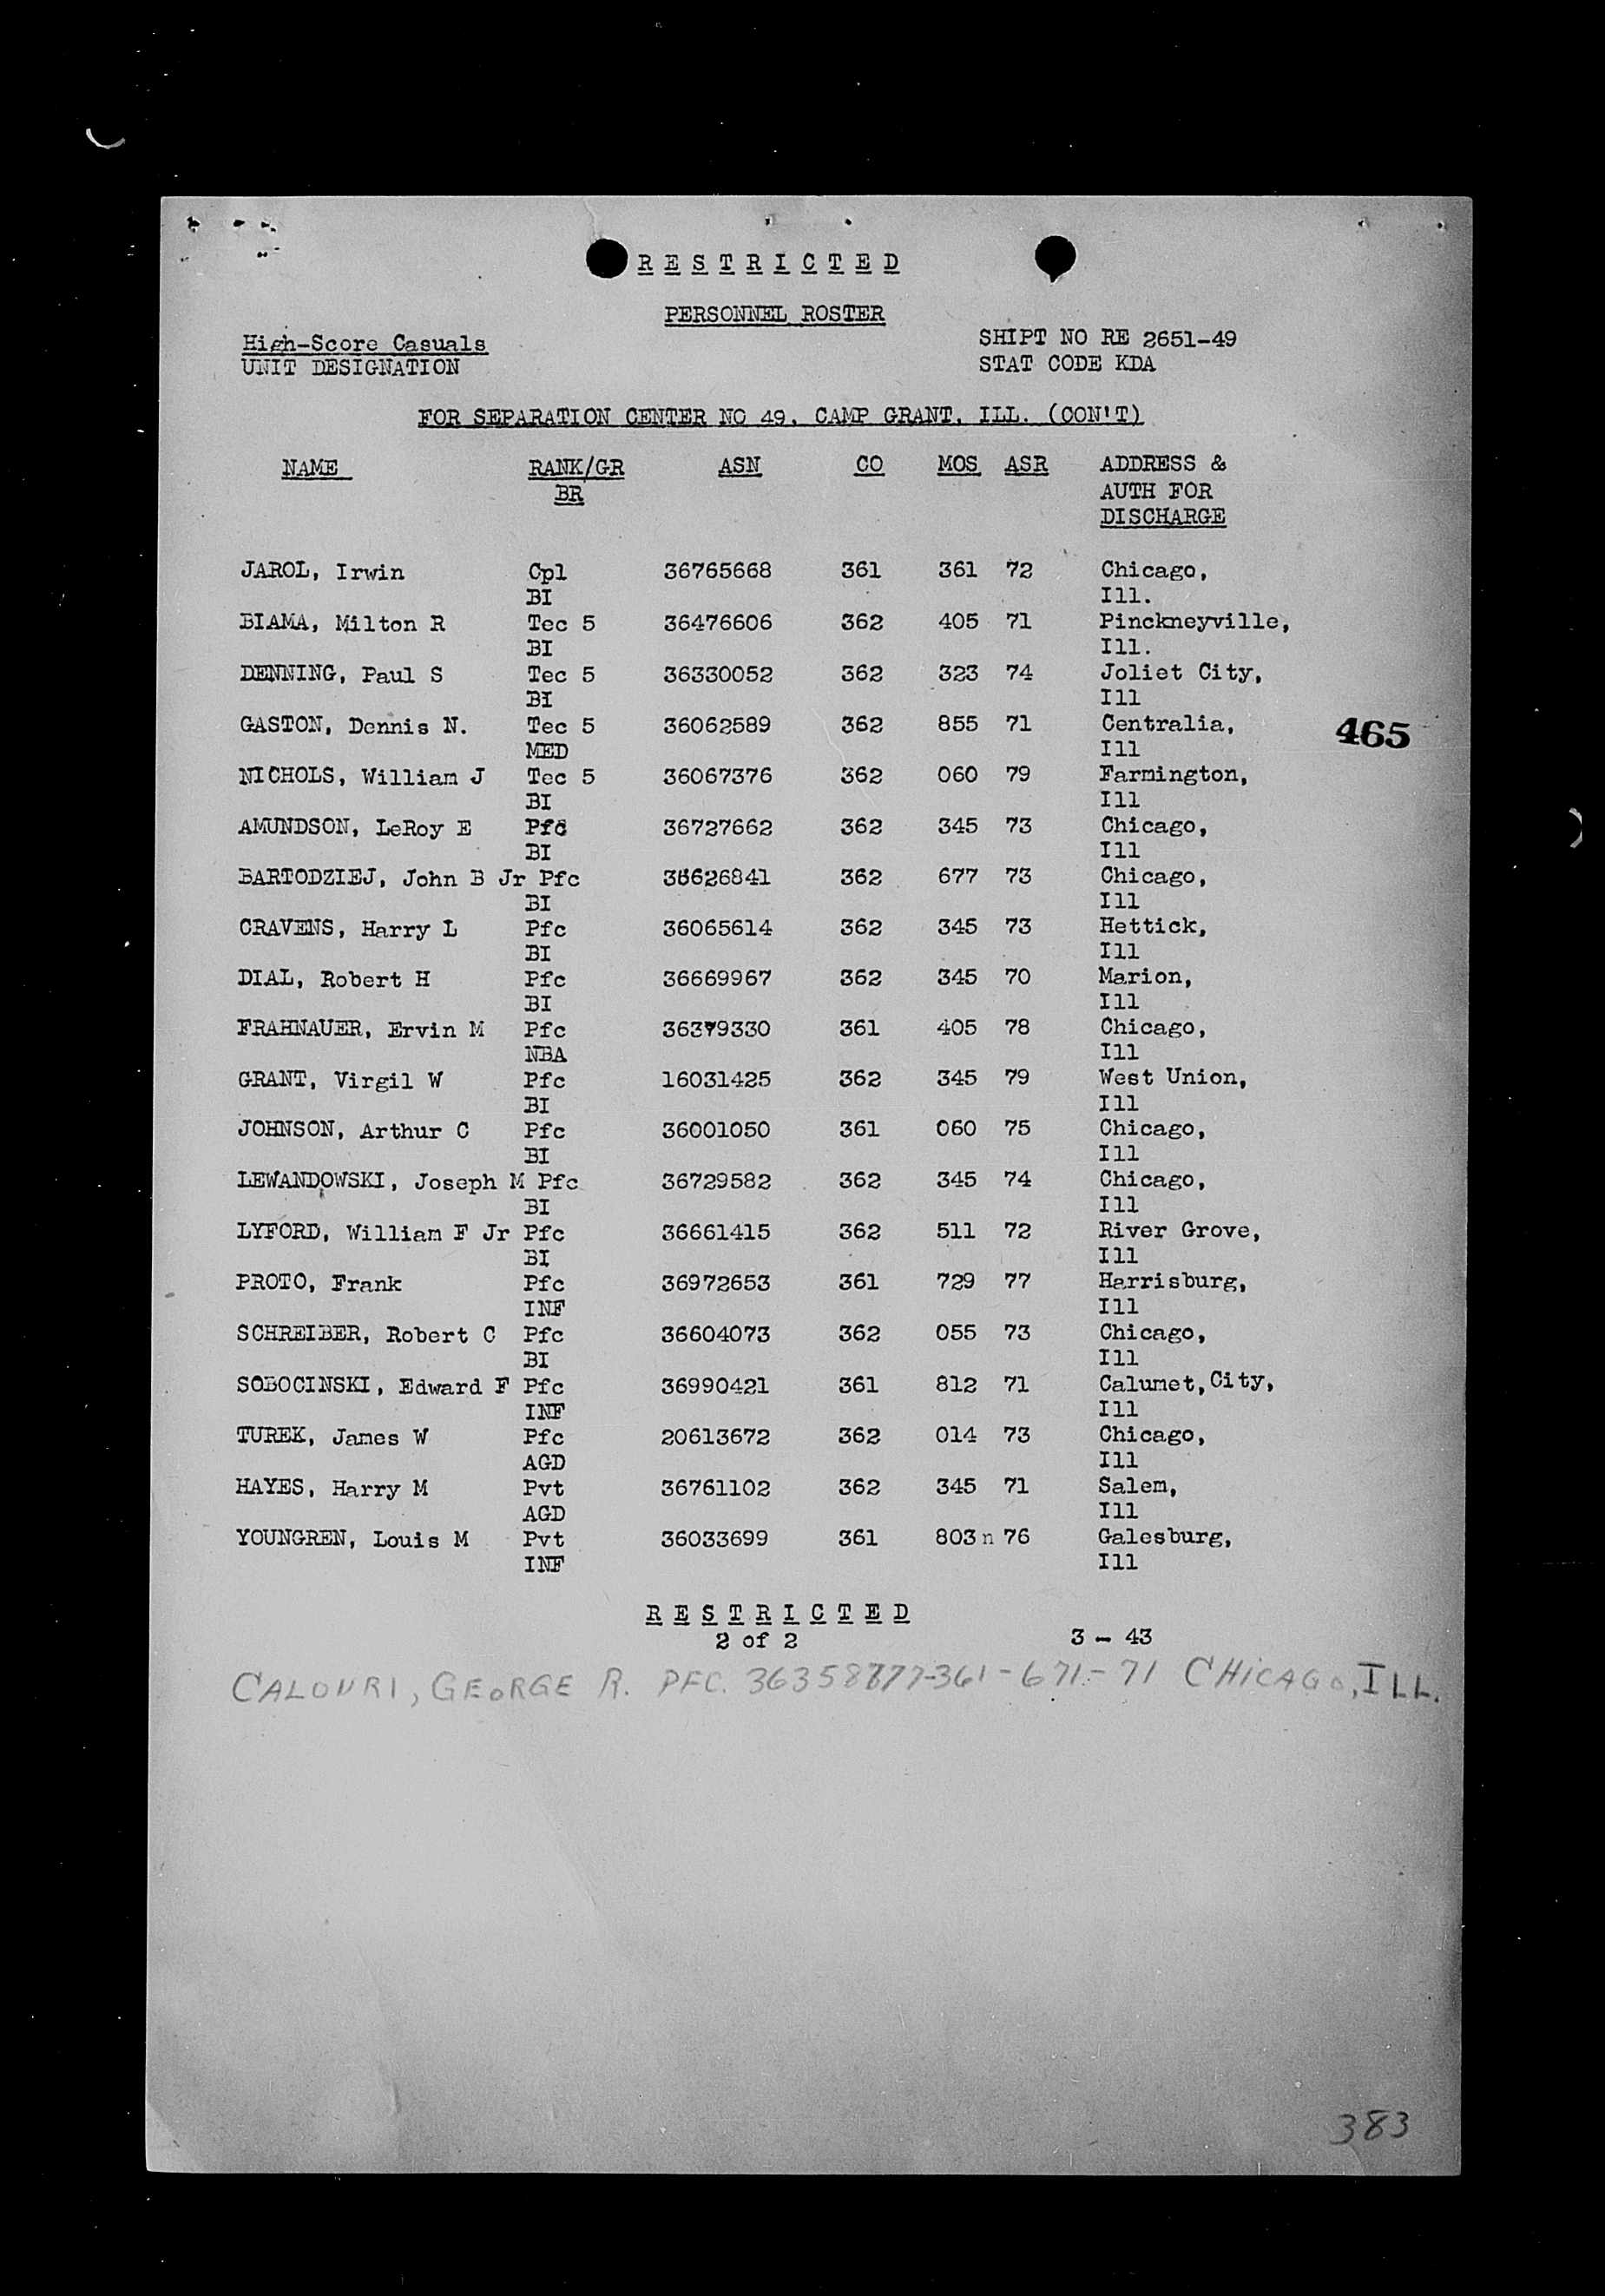 RESTRICTED
PERSONNEL ROSTER
High-Score Casuals SHIPT NO RE 2651-49
UNIT DESIGNATION STAT CODE KDA
FOR SEPARATION CENTER NO 49, CAMP GRANT, ILL. (CON'T)
NAME RANK/GR ASN CO MOS ASR ADDRESS &
BR AUTH FOR
DISCHARGE
JAROL, Irwin Cpl 36765668 361 361 72 Chicago,
BI Ill.
BIAMA, Milton R Tec 5 36476606 362 405 71 Pinckneyville,
BI Ill.
DENNING, Paul S Tec 5 36330052 362 323 74 Joliet City,
BI Ill
GASTON, Dennis N. Tec 5 36062589 362 855 71 Centralia,
MED Ill
465
NICHOLS, William J Tec 5 36067376 362 060 79 Farmington,
BI Ill
AMUNDSON, LeRoy E Pfc 36727662 362 345 73 Chicago,
BI Ill
BARTODZIEJ, John B Jr Pfc 36626841 362 677 73 Chicago,
BI Ill
CRAVENS, Harry L Pfc 36065614 362 345 73 Hettick,
BI Ill
DIAL, Robert H Pfc 36669967 362 345 70 Marion,
BI Ill
FRAHNAUER, Ervin M Pfc 36379330 361 405 78 Chicago,
NBA Ill
GRANT, Virgil W Pfc 16031425 362 345 79 West Union,
BI Ill
JOHNSON, Arthur C Pfc 36001050 361 060 75 Chicago,
BI Ill
LEWANDOWSKI, Joseph M Pfc 36729582 362 345 74 Chicago,
BI Ill
LYFORD, William F Jr Pfc 36661415 362 511 72 River Grove,
BI Ill
PROTO, Frank Pfc 36972653 361 729 77 Harrisburg,
INF Ill
SCHREIBER, Robert C Pfc 36604073 362 055 73 Chicago,
BI Ill
SOBOCINSKI, Edward F Pfc 36990421 361 812 71 Calumet, City,
INF Ill
TUREK, James W Pfc 20613672 362 014 73 Chicago,
AGD Ill
HAYES, Harry M Pvt 36761102 362 345 71 Salem,
AGD Ill
YOUNGREN, Louis M Pvt 36033699 361 803 n 76 Galesburg,
INF Ill
RESTRICTED
2 of 2 3 - 43
CALOURI, GEORGE R. PFC. 361-671-71 CHICAGO, ILL.
383